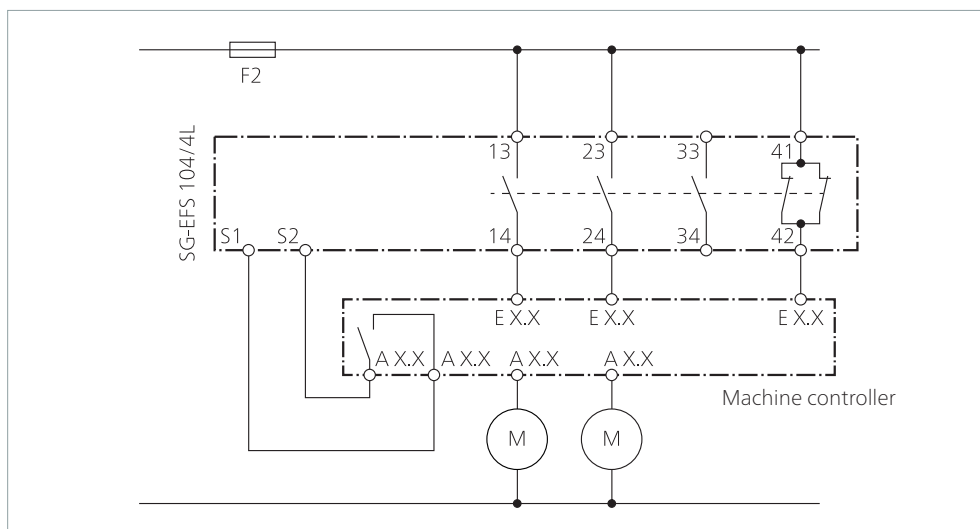 F2
SG-EFS 104/4L
13 23 33 41
S1 S2 14 24 34 42
E X.X E X.X E X.X
A X.X A X.X A X.X A X.X
Machine controller
M M